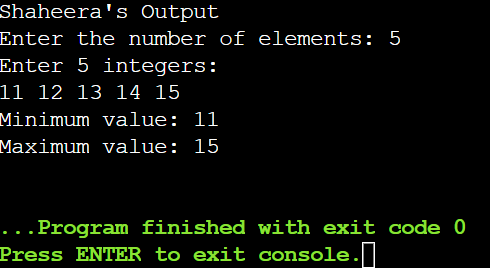 Shaheera's Output
Enter the number of elements: 5
Enter 5 integers:
11 12 13 14 15
Minimum value: 11
Maximum value: 15
...Program finished with exit code 0
Press ENTER to exit console.